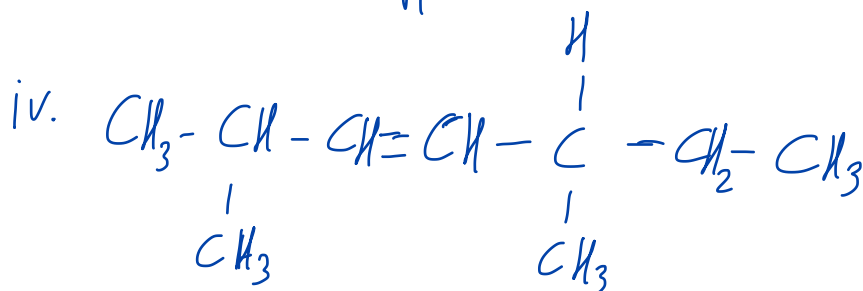 H
iv. CH₃- CH - CH=CH - C - CH₂- CH₃
CH₃ CH₃